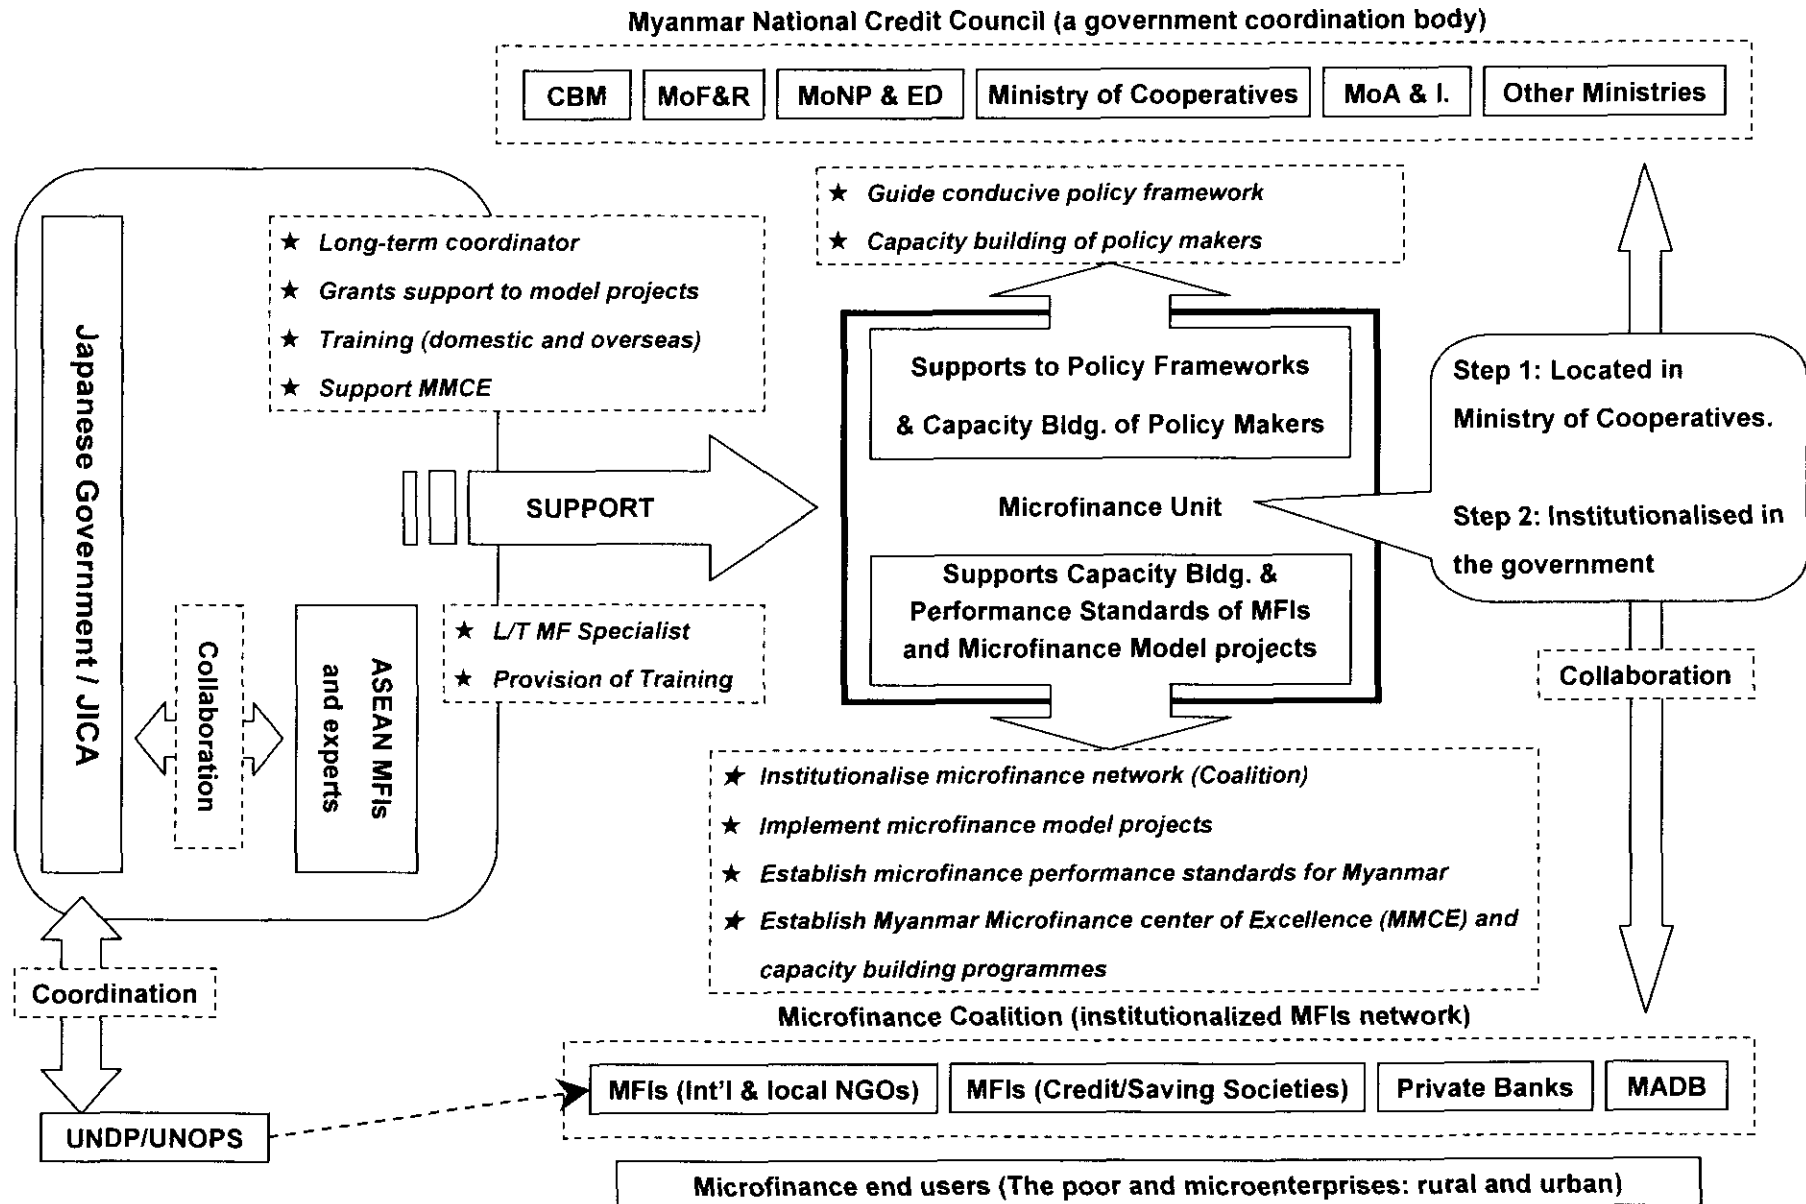 Myanmar National Credit Council (a government coordination body)
CBM
MoF&R
MoNP & ED
Ministry of Cooperatives
MoA & I.
Other Ministries
★ Guide conducive policy framework
★ Capacity building of policy makers
★ Long-term coordinator
★ Grants support to model projects
★ Training (domestic and overseas)
★ Support MMCE
Japanese Government / JICA
Collaboration
ASEAN MFIs
and experts
SUPPORT
★ L/T MF Specialist
★ Provision of Training
Supports to Policy Frameworks
& Capacity Bldg. of Policy Makers
Microfinance Unit
Supports Capacity Bldg. &
Performance Standards of MFIs
and Microfinance Model projects
Step 1: Located in
Ministry of Cooperatives.
Step 2: Institutionalised in
the government
Collaboration
★ Institutionalise microfinance network (Coalition)
★ Implement microfinance model projects
★ Establish microfinance performance standards for Myanmar
★ Establish Myanmar Microfinance center of Excellence (MMCE) and
capacity building programmes
Coordination
UNDP/UNOPS
Microfinance Coalition (institutionalized MFIs network)
MFIs (Int'l & local NGOs)
MFIs (Credit/Saving Societies)
Private Banks
MADB
Microfinance end users (The poor and microenterprises: rural and urban)